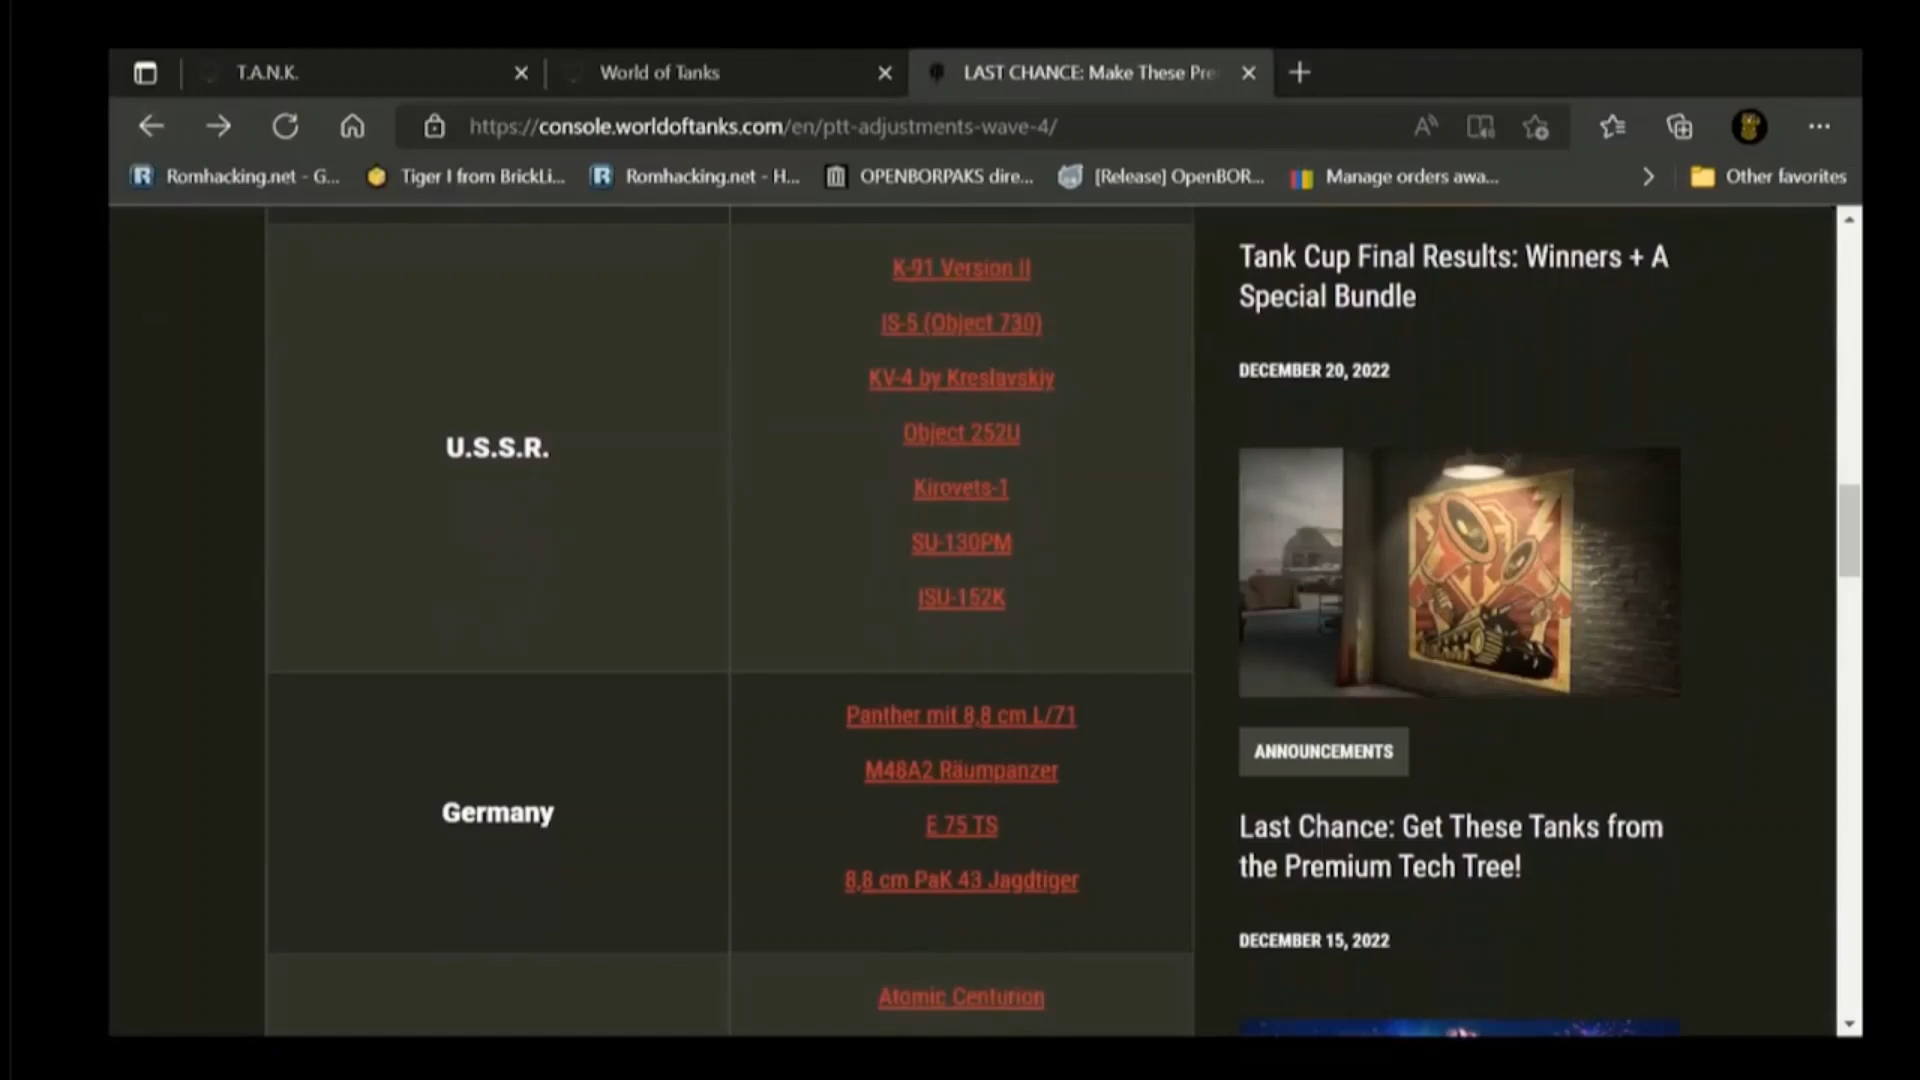 T.A.N.K.
World of Tanks
LAST CHANCE: Make These Pre
https://console.worldoftanks.com/en/ptt-adjustments-wave-4/
Romhacking.net - G...
Tiger I from BrickLi...
Romhacking.net - H...
OPENBORPAKS dire...
[Release] OpenBOR...
Manage orders awa...
Other favorites
U.S.S.R.
K-91 Version II
IS-5 (Object 730)
KV-4 by Kreslavskiy
Object 252U
Kirovets-1
SU-130PM
ISU-152K
Germany
Panther mit 8,8 cm L/71
M48A2 Räumpanzer
E 75 TS
8,8 cm PaK 43 Jagdtiger
Atomic Centurion
Tank Cup Final Results: Winners + A
Special Bundle
DECEMBER 20, 2022
ANNOUNCEMENTS
Last Chance: Get These Tanks from
the Premium Tech Tree!
DECEMBER 15, 2022